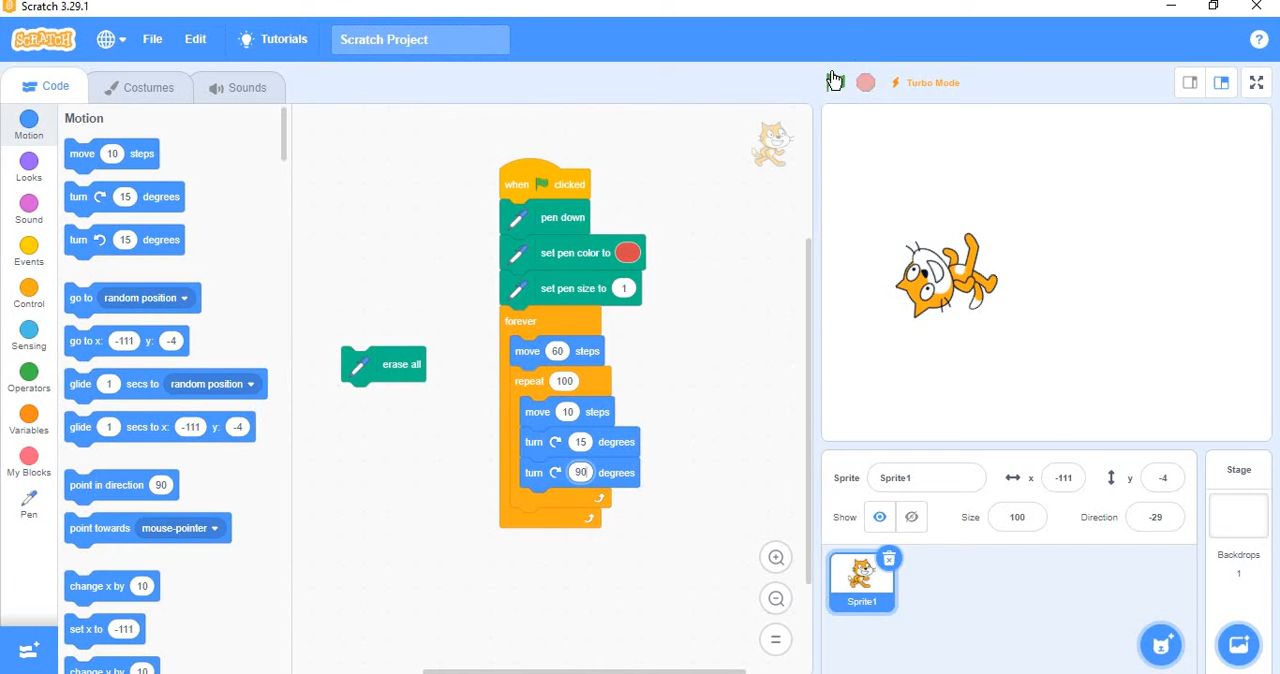 Scratch 3.29.1
SCRATCH File Edit Tutorials Scratch Project ?
Code Costumes Sounds
Turbo Mode
Motion
Looks
Sound
Events
Control
Sensing
Operators
Variables
My Blocks
Pen
Motion
move 10 steps
turn 15 degrees
turn 15 degrees
go to random position
go to x: -111 y: -4
glide 1 secs to random position
glide 1 secs to x: -111 y: -4
point in direction 90
point towards mouse-pointer
change x by 10
set x to -111
change y by 10
erase all
when clicked
pen down
set pen color to
set pen size to 1
forever
move 60 steps
repeat 100
move 10 steps
turn 15 degrees
turn 90 degrees
Sprite Sprite1 x -111 y -4
Show Size 100 Direction -29
Sprite1
Stage
Backdrops
1